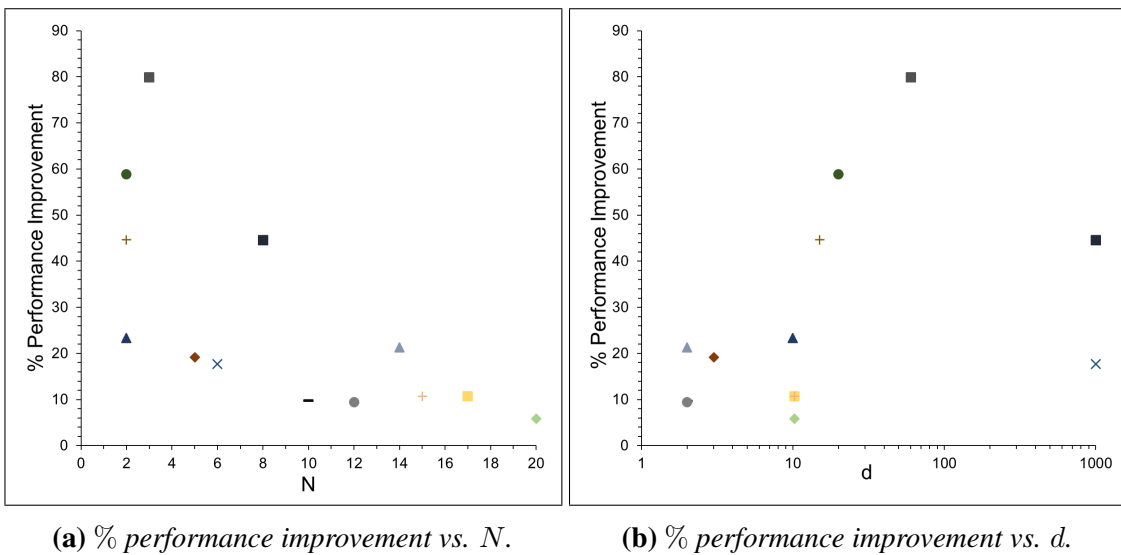 90
80
70
60
50
40
30
20
10
0
% Performance Improvement
0 2 4 6 8 10 12 14 16 18 20
N
90
80
70
60
50
40
30
20
10
0
% Performance Improvement
1 10 100 1000
d
(a) % performance improvement vs. N.
(b) % performance improvement vs. d.